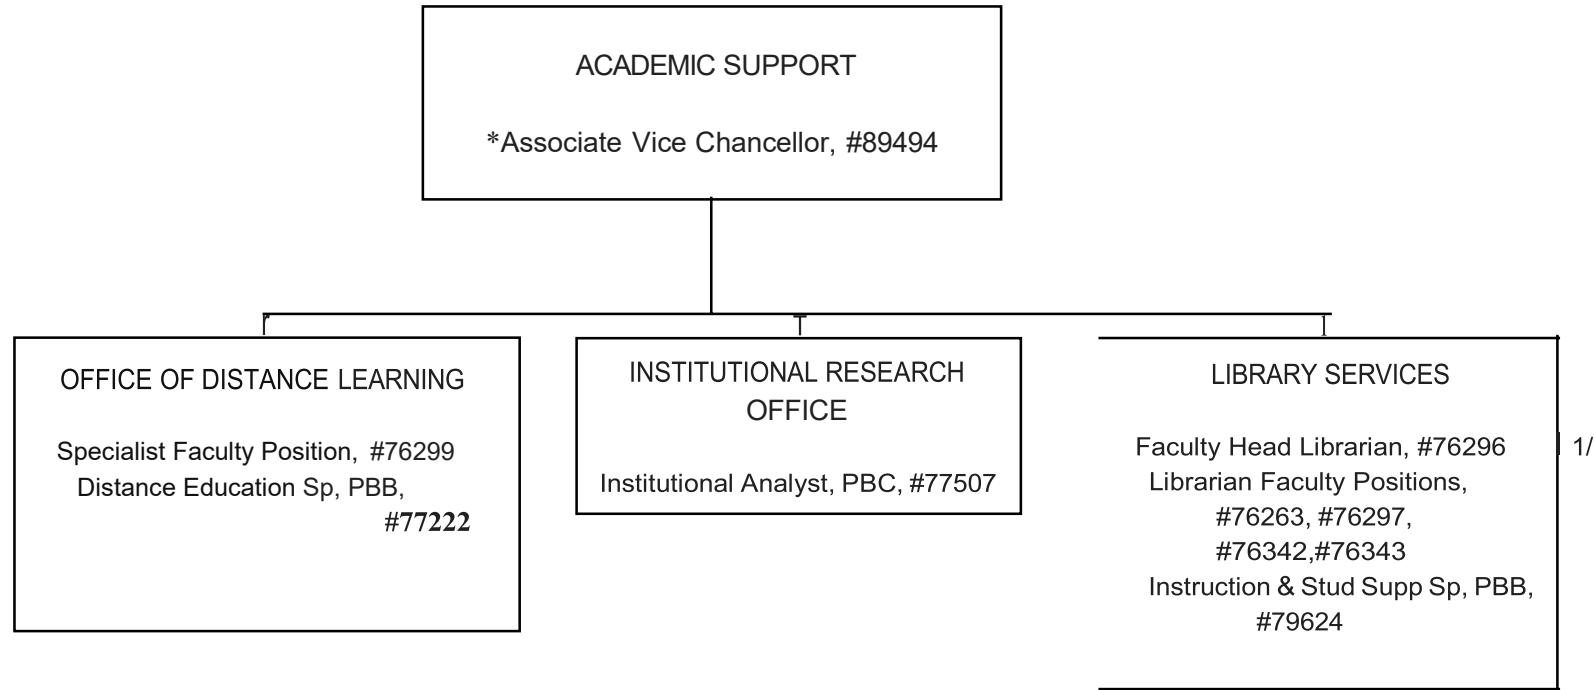 ACADEMIC SUPPORT
*Associate Vice Chancellor, #89494
OFFICE OF DISTANCE LEARNING
Specialist Faculty Position, #76299
Distance Education Sp, PBB,
#77222
INSTITUTIONAL RESEARCH
OFFICE
Institutional Analyst, PBC, #77507
LIBRARY SERVICES
Faculty Head Librarian, #76296 1/
Librarian Faculty Positions,
#76263, #76297,
#76342,#76343
Instruction & Stud Supp Sp, PBB,
#79624